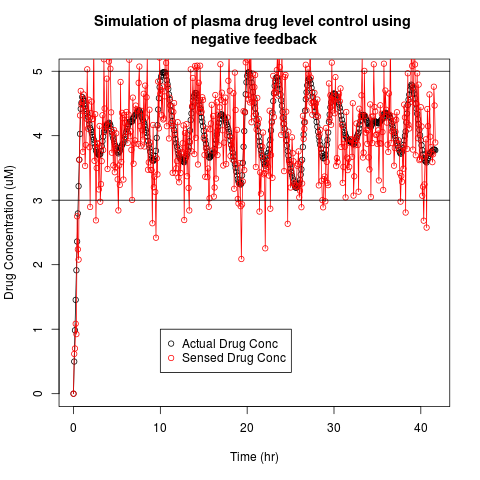 Simulation of plasma drug level control using
negative feedback
Drug Concentration (uM)
5
4
3
2
1
0
Actual Drug Conc
Sensed Drug Conc
0 10 20 30 40
Time (hr)